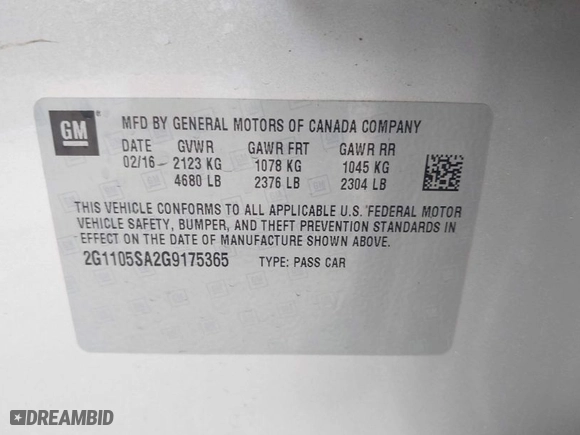 GM
MFD BY GENERAL MOTORS OF CANADA COMPANY
DATE GVWR GAWR FRT GAWR RR
02/16 2123 KG 1078 KG 1045 KG
4680 LB 2376 LB 2304 LB
THIS VEHICLE CONFORMS TO ALL APPLICABLE U.S. FEDERAL MOTOR
VEHICLE SAFETY, BUMPER, AND THEFT PREVENTION STANDARDS IN
EFFECT ON THE DATE OF MANUFACTURE SHOWN ABOVE.
2G1105SA2G9175365 TYPE: PASS CAR
DREAMBID